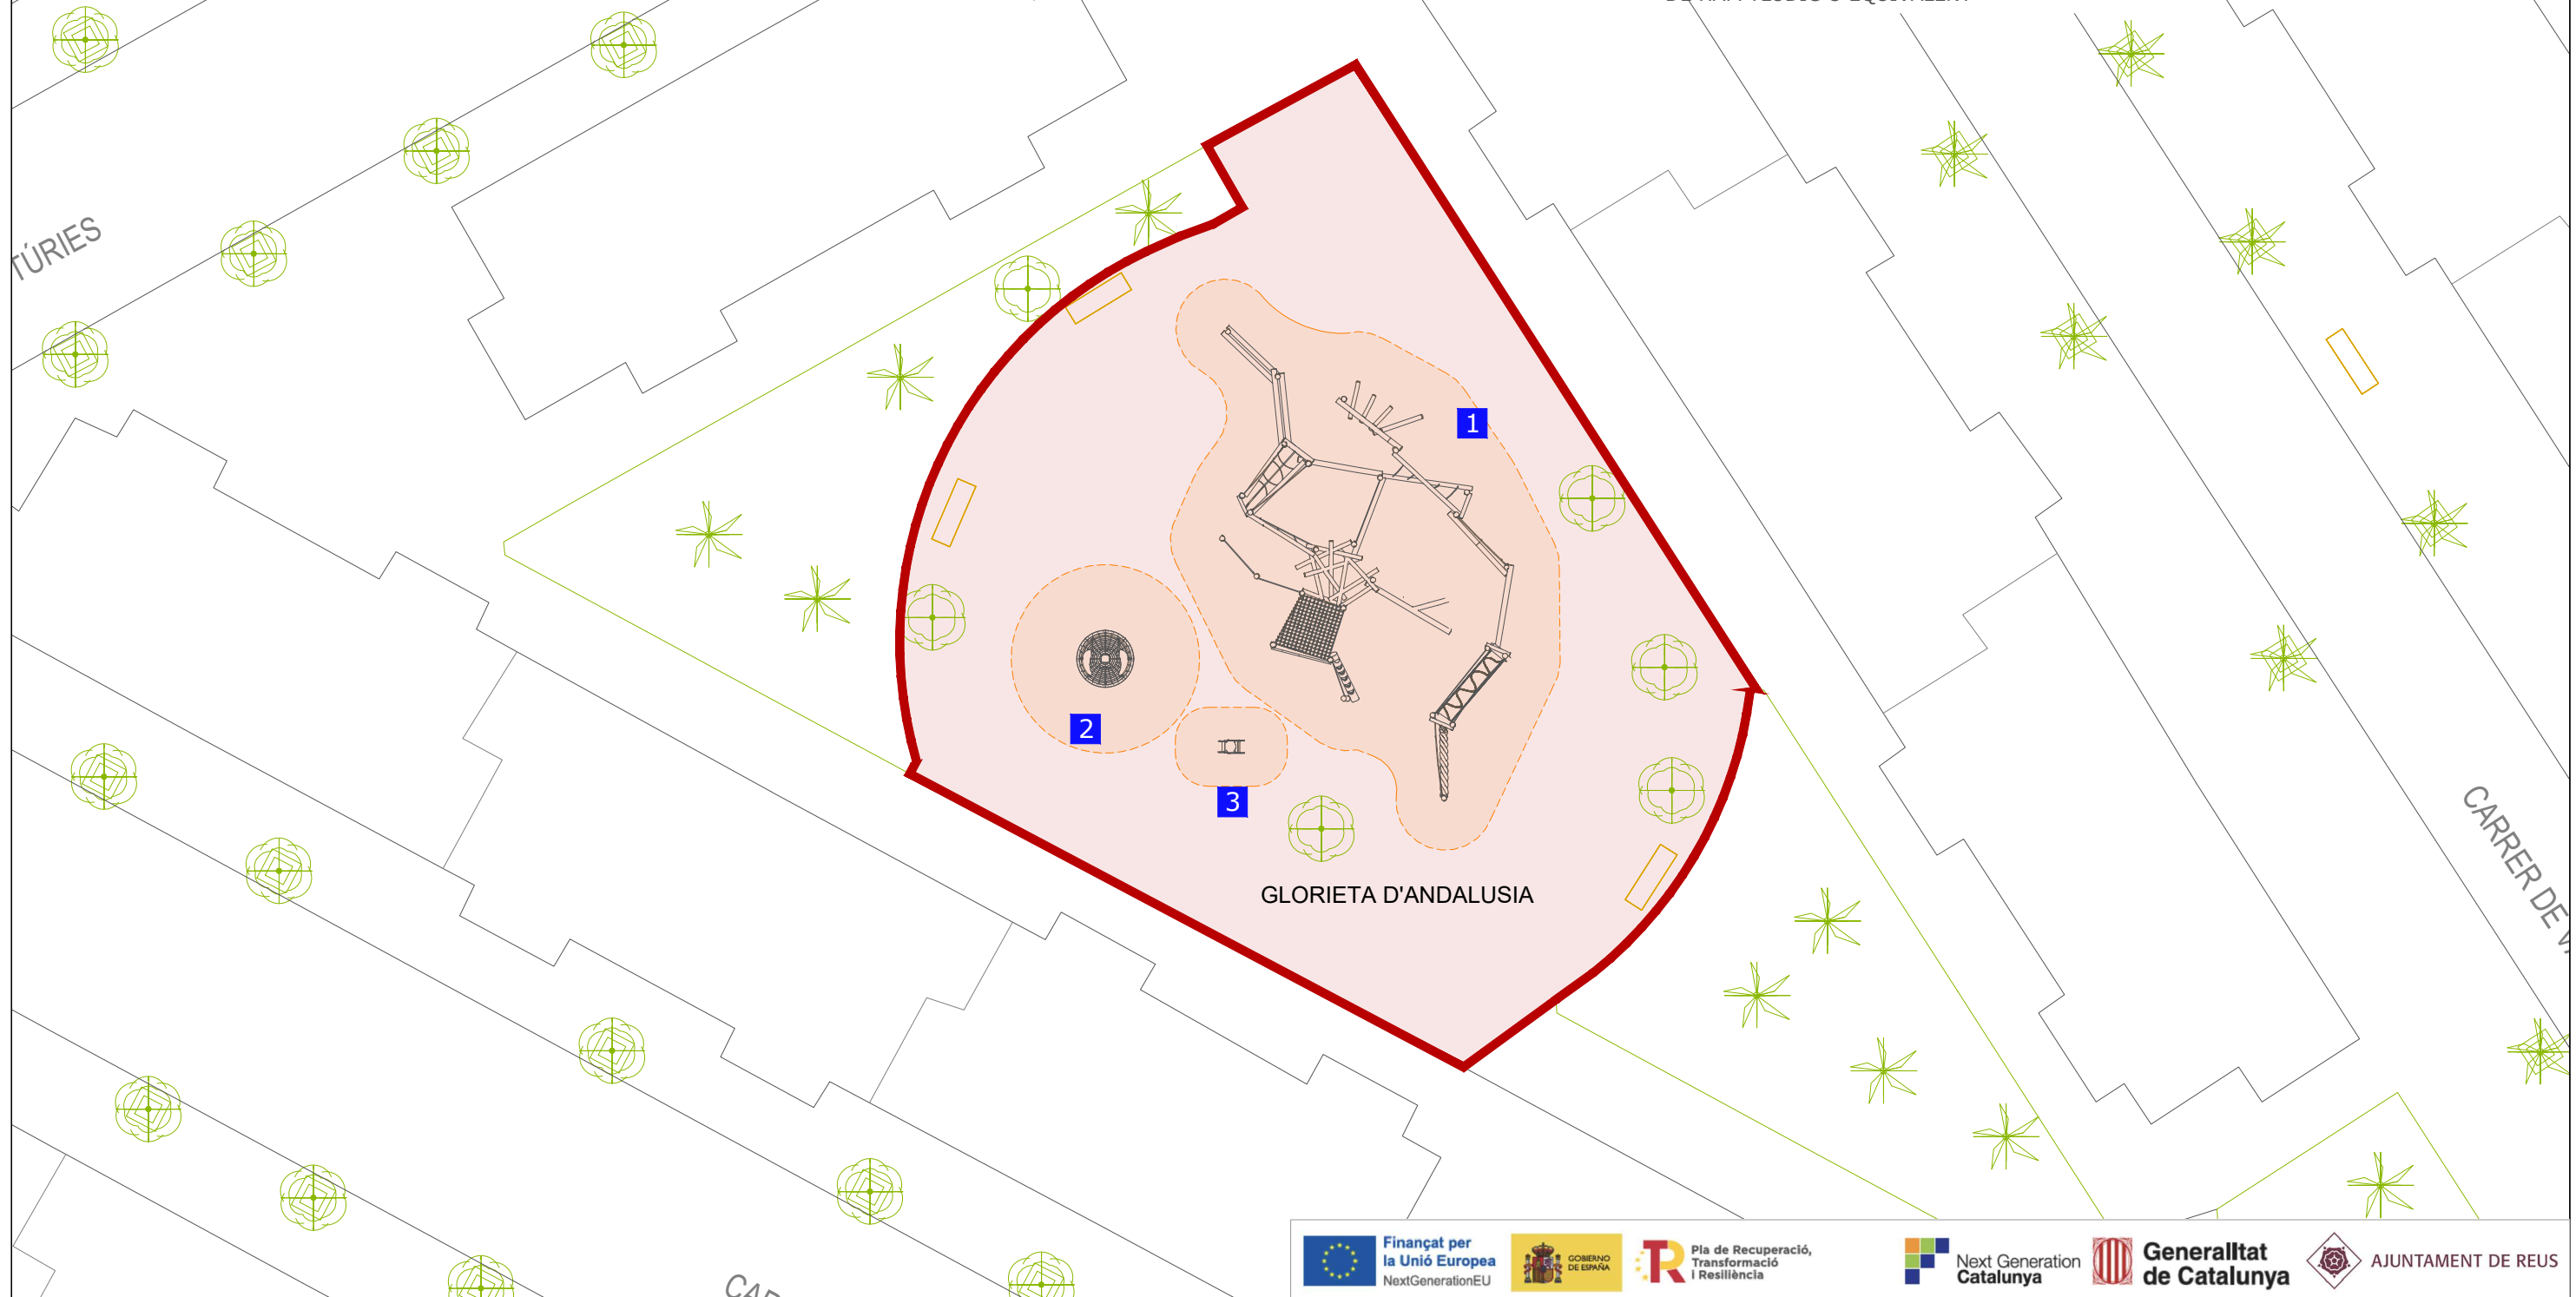 TÚRIES
1
2
3
GLORIETA D'ANDALUSIA
CARRER DE
Finançat per
la Unió Europea
NextGenerationEU
GOBIERNO
DE ESPAÑA
Pla de Recuperació,
Transformació
i Resiliència
Next Generation
Catalunya
Generalitat
de Catalunya
AJUNTAMENT DE REUS